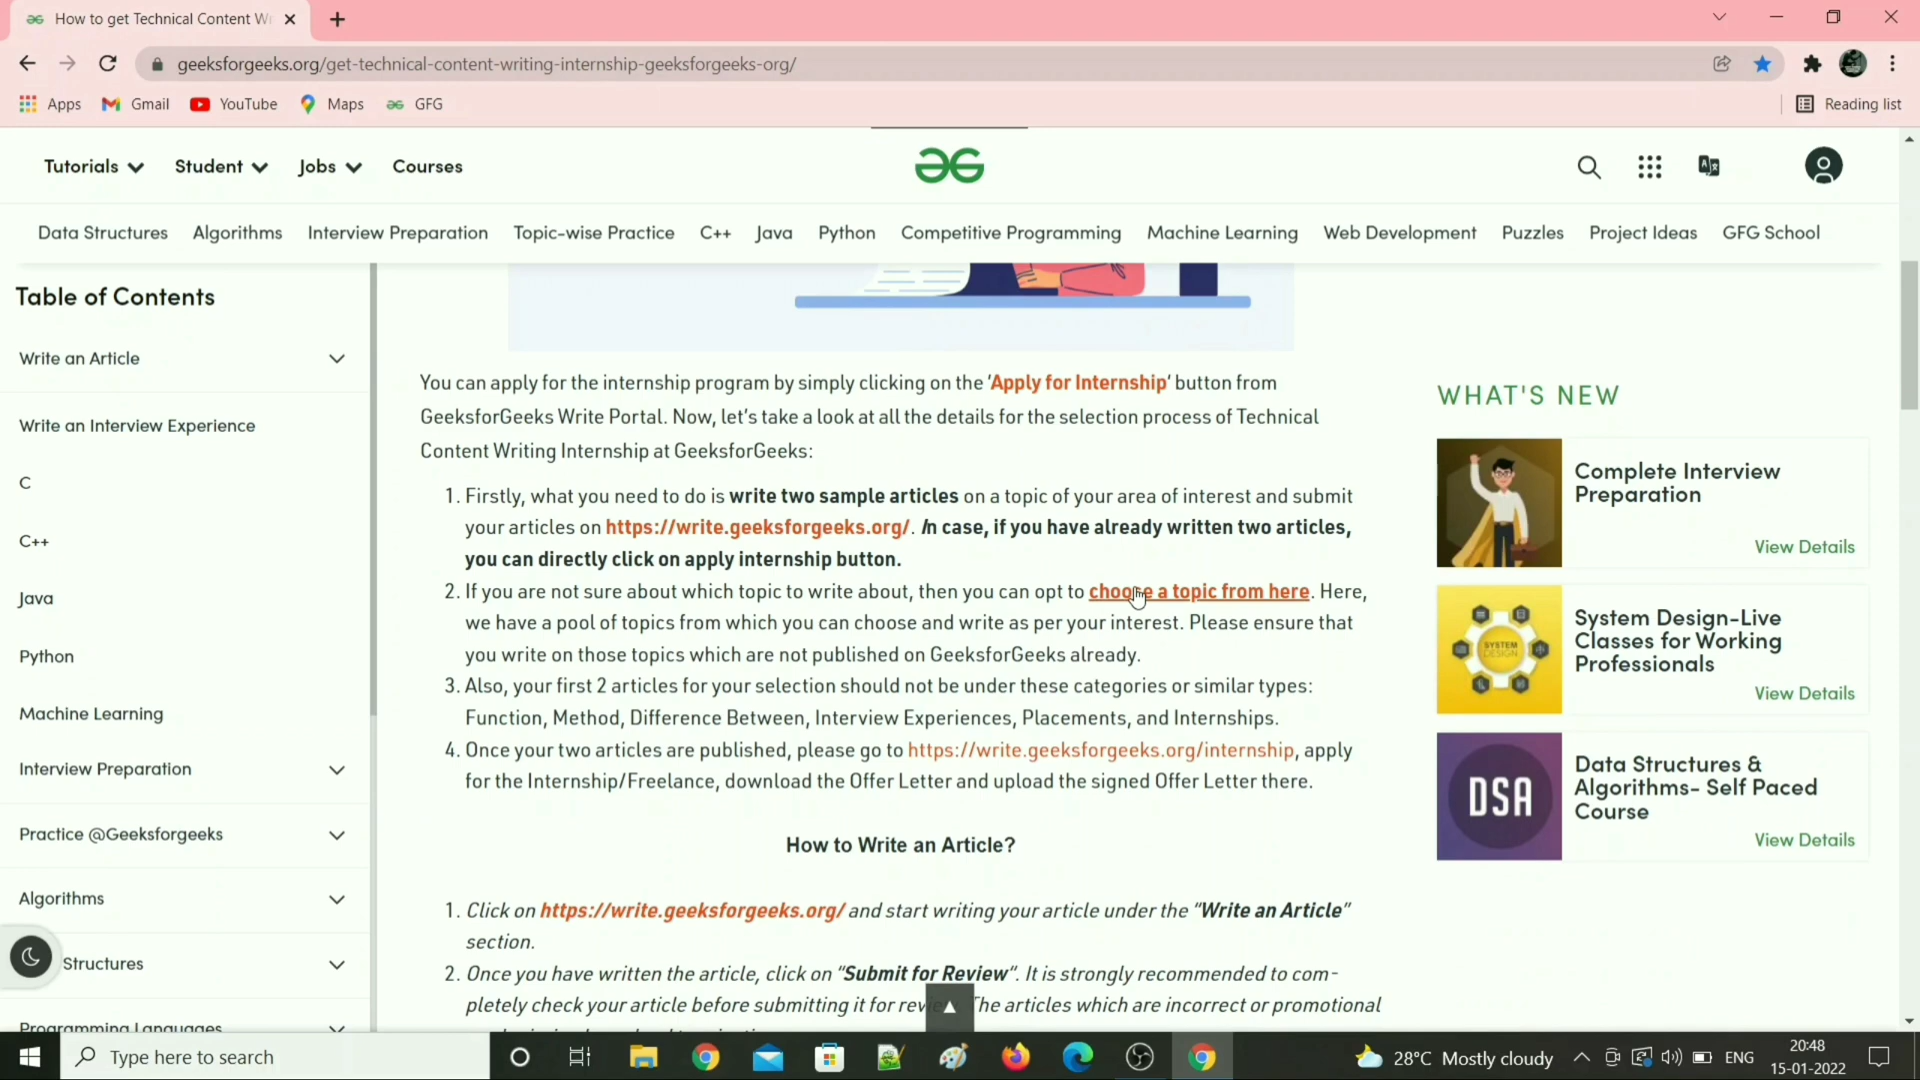 How to get Technical Content Wr
geeksforgeeks.org/get-technical-content-writing-internship-geeksforgeeks-org/
Apps Gmail YouTube Maps GFG Reading list
Tutorials Student Jobs Courses
Data Structures Algorithms Interview Preparation Topic-wise Practice C++ Java Python Competitive Programming Machine Learning Web Development Puzzles Project Ideas GFG School
Table of Contents
Write an Article
Write an Interview Experience
C
C++
Java
Python
Machine Learning
Interview Preparation
Practice @Geeksforgeeks
Algorithms
Structures
Programming Languages
You can apply for the internship program by simply clicking on the ‘Apply for Internship’ button from
GeeksforGeeks Write Portal. Now, let’s take a look at all the details for the selection process of Technical
Content Writing Internship at GeeksforGeeks:
1. Firstly, what you need to do is write two sample articles on a topic of your area of interest and submit
your articles on https://write.geeksforgeeks.org/. In case, if you have already written two articles,
you can directly click on apply internship button.
2. If you are not sure about which topic to write about, then you can opt to choose a topic from here. Here,
we have a pool of topics from which you can choose and write as per your interest. Please ensure that
you write on those topics which are not published on GeeksforGeeks already.
3. Also, your first 2 articles for your selection should not be under these categories or similar types:
Function, Method, Difference Between, Interview Experiences, Placements, and Internships.
4. Once your two articles are published, please go to https://write.geeksforgeeks.org/internship, apply
for the Internship/Freelance, download the Offer Letter and upload the signed Offer Letter there.
How to Write an Article?
1. Click on https://write.geeksforgeeks.org/ and start writing your article under the “Write an Article”
section.
2. Once you have written the article, click on “Submit for Review“. It is strongly recommended to com-
pletely check your article before submitting it for review. The articles which are incorrect or promotional
WHAT'S NEW
Complete Interview
Preparation
View Details
SYSTEM
DESIGN
System Design-Live
Classes for Working
Professionals
View Details
DSA
Data Structures &
Algorithms- Self Paced
Course
View Details
Type here to search
28°C Mostly cloudy
ENG
20:48
15-01-2022